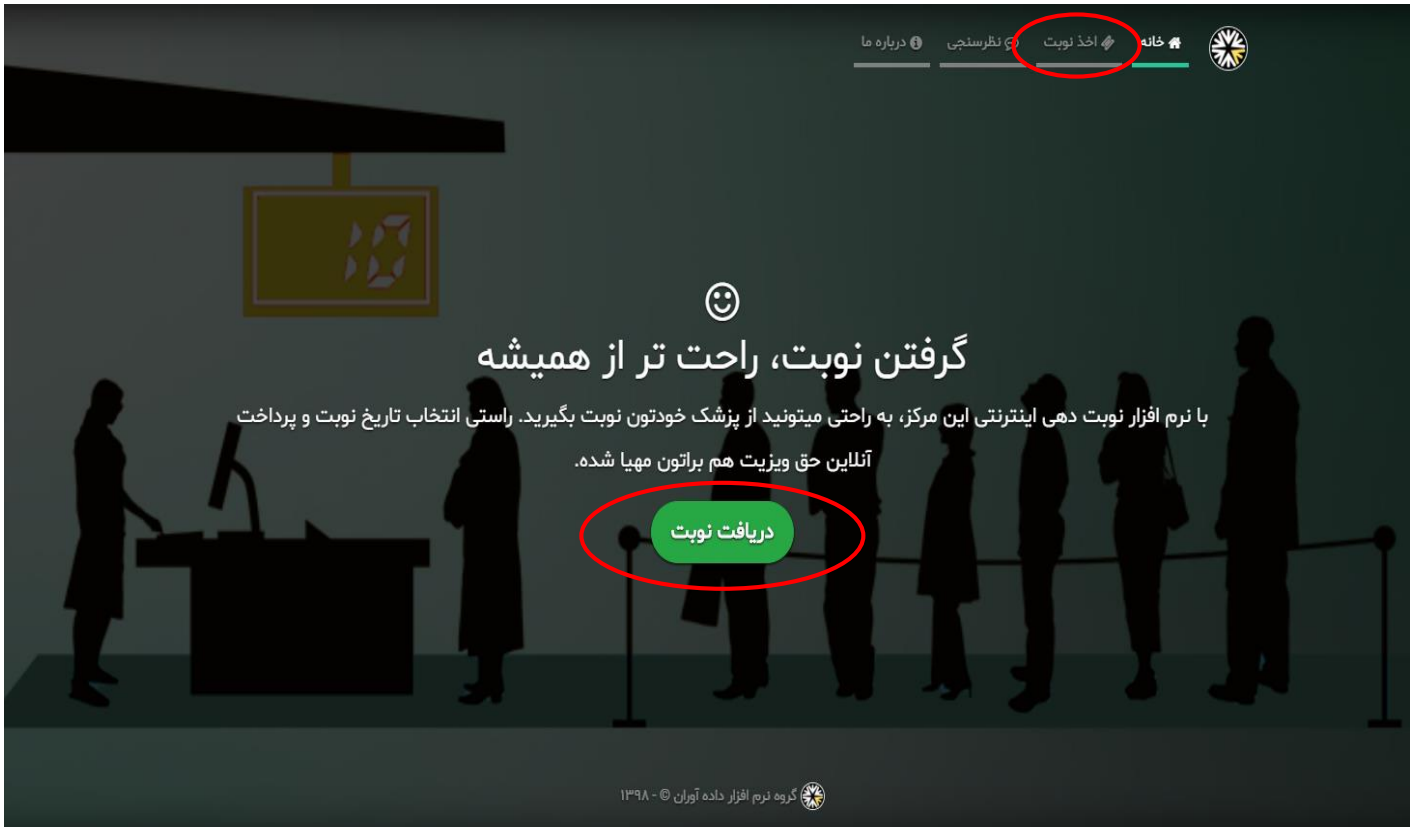 خانه
اخذ نوبت
نظرسنجی
درباره ما
10
گرفتن نوبت، راحت تر از همیشه
با نرم افزار نوبت دهی اینترنتی این مرکز، به راحتی میتونید از پزشک خودتون نوبت بگیرید. راستی انتخاب تاریخ نوبت و پرداخت
آنلاین حق ویزیت هم براتون مهیا شده.
دریافت نوبت
گروه نرم افزار داده آوران © - ۱۳۹۸